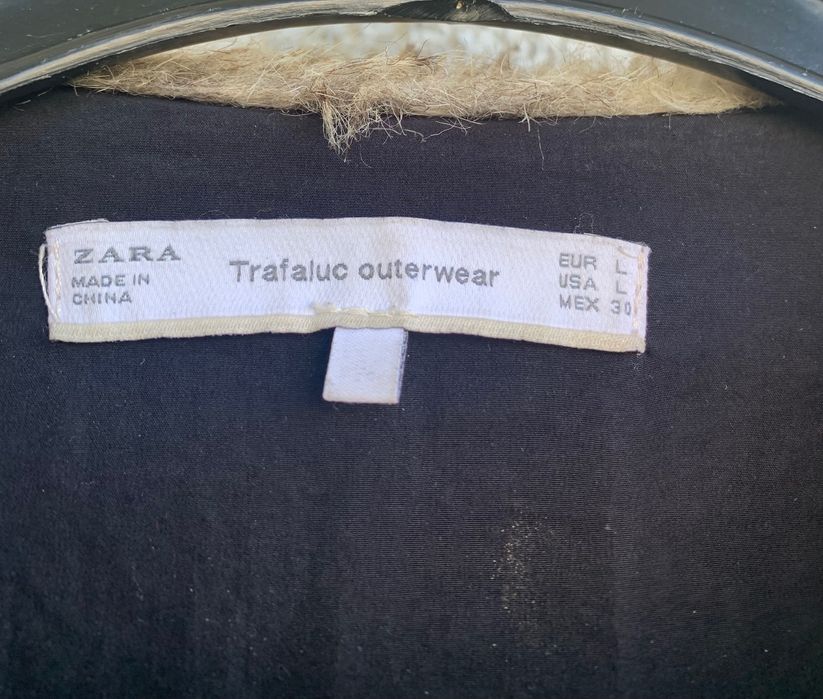 ZARA
MADE IN
CHINA
Trafaluc outerwear
EUR L
USA L
MEX 30